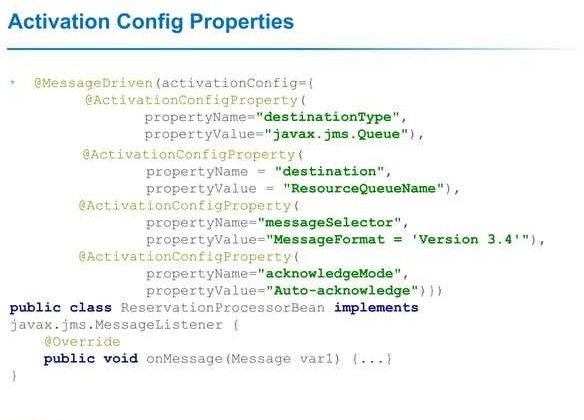 Activation Config Properties
• @MessageDriven(activationConfig={
@ActivationConfigProperty(
propertyName="destinationType",
propertyValue="javax.jms.Queue"),
@ActivationConfigProperty(
propertyName = "destination",
propertyValue = "ResourceQueueName"),
@ActivationConfigProperty(
propertyName="messageSelector",
propertyValue="MessageFormat = 'Version 3.4'"),
@ActivationConfigProperty(
propertyName="acknowledgeMode",
propertyValue="Auto-acknowledge")})
public class ReservationProcessorBean implements
javax.jms.MessageListener {
@Override
public void onMessage(Message var1) {...}
}